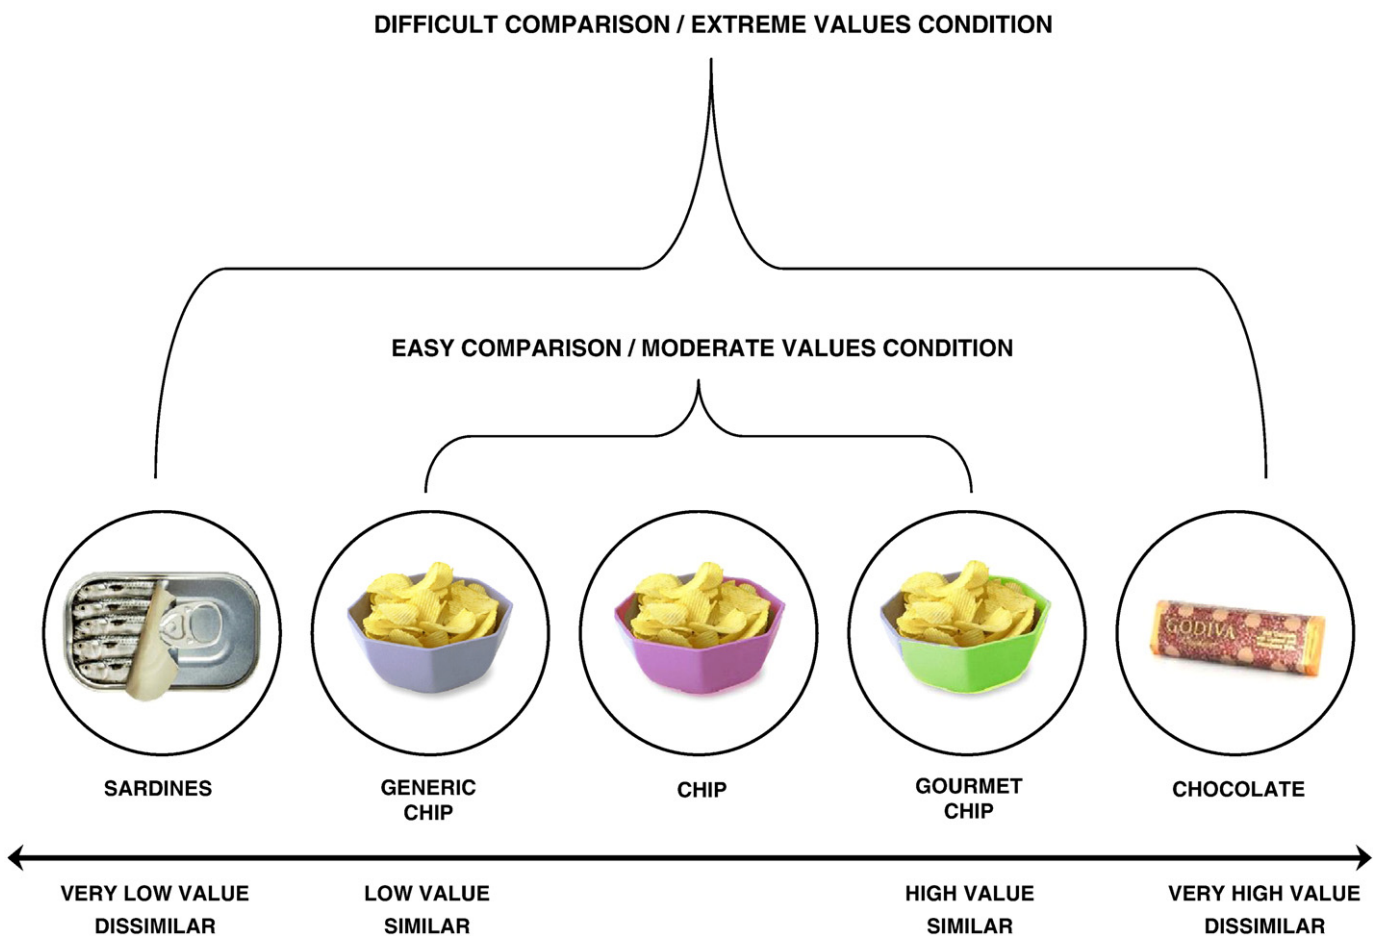 DIFFICULT COMPARISON / EXTREME VALUES CONDITION
EASY COMPARISON / MODERATE VALUES CONDITION
GODIVA
SARDINES
GENERIC
CHIP
CHIP
GOURMET
CHIP
CHOCOLATE
VERY LOW VALUE
DISSIMILAR
LOW VALUE
SIMILAR
HIGH VALUE
SIMILAR
VERY HIGH VALUE
DISSIMILAR